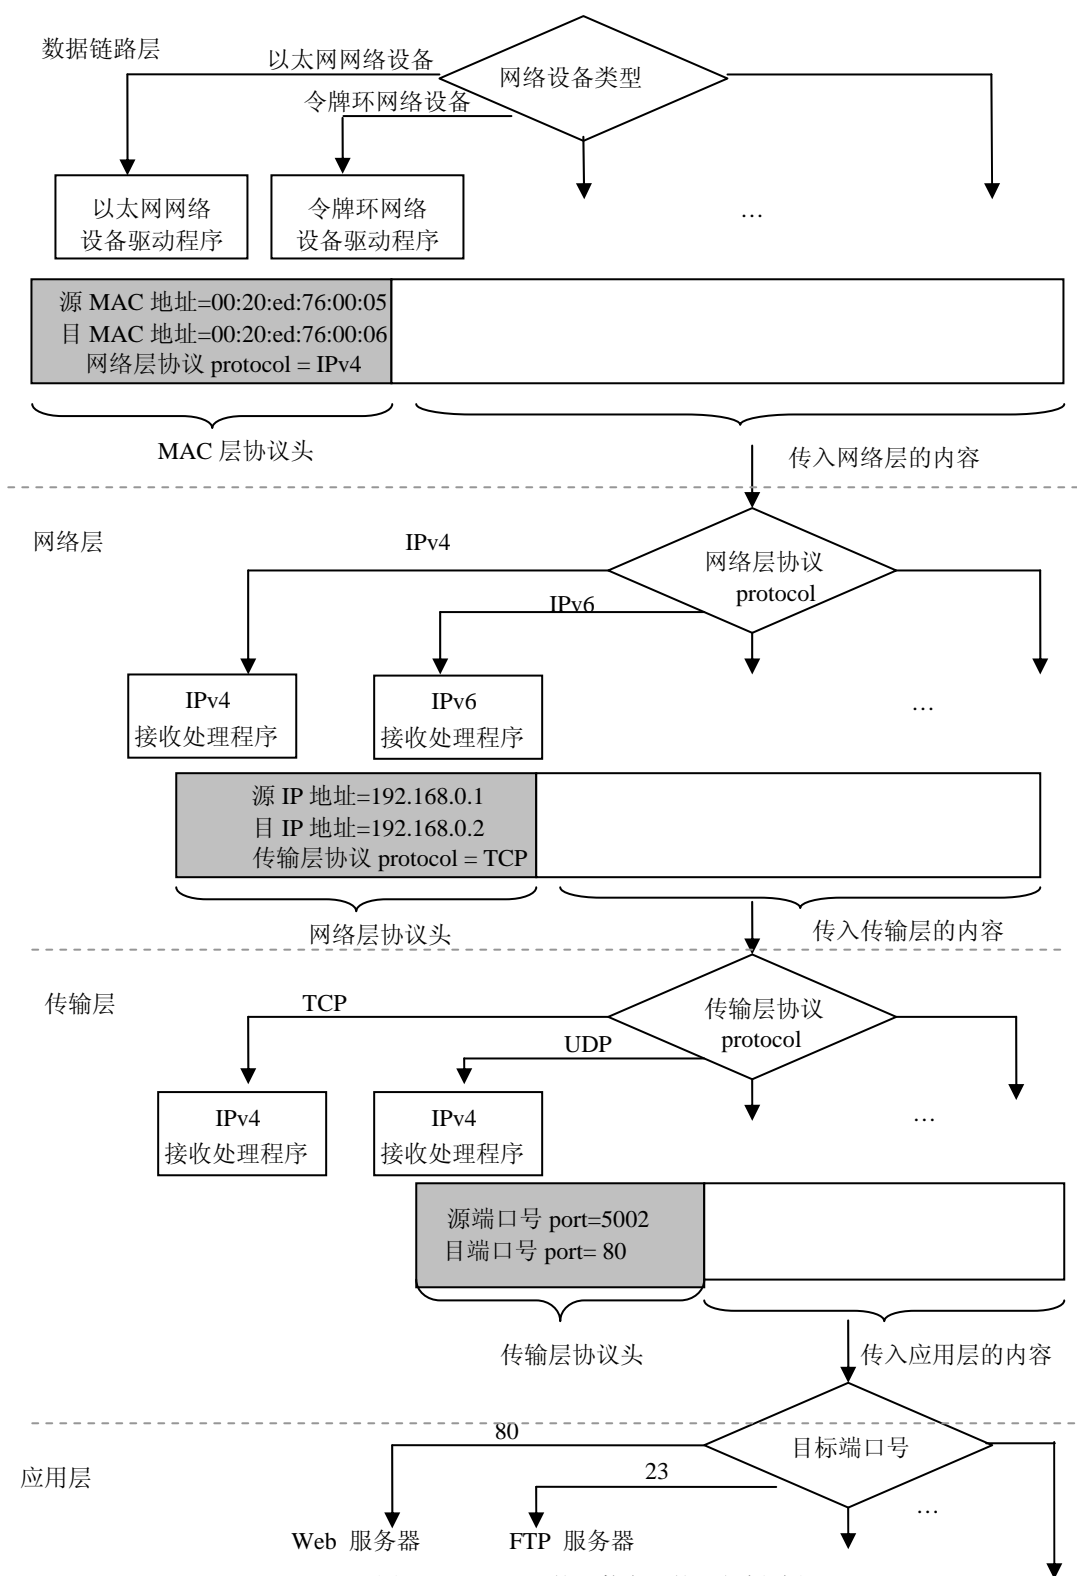 数据链路层
以太网网络设备
令牌环网络设备
网络设备类型
以太网网络
设备驱动程序
令牌环网络
设备驱动程序
…
源 MAC 地址=00:20:ed:76:00:05
目 MAC 地址=00:20:ed:76:00:06
网络层协议 protocol = IPv4
MAC 层协议头
传入网络层的内容
网络层
IPv4
IPv6
网络层协议
protocol
IPv4
接收处理程序
IPv6
接收处理程序
…
源 IP 地址=192.168.0.1
目 IP 地址=192.168.0.2
传输层协议 protocol = TCP
网络层协议头
传入传输层的内容
传输层
TCP
UDP
传输层协议
protocol
IPv4
接收处理程序
IPv4
接收处理程序
…
源端口号 port=5002
目端口号 port= 80
传输层协议头
传入应用层的内容
应用层
80
23
目标端口号
…
Web 服务器
FTP 服务器